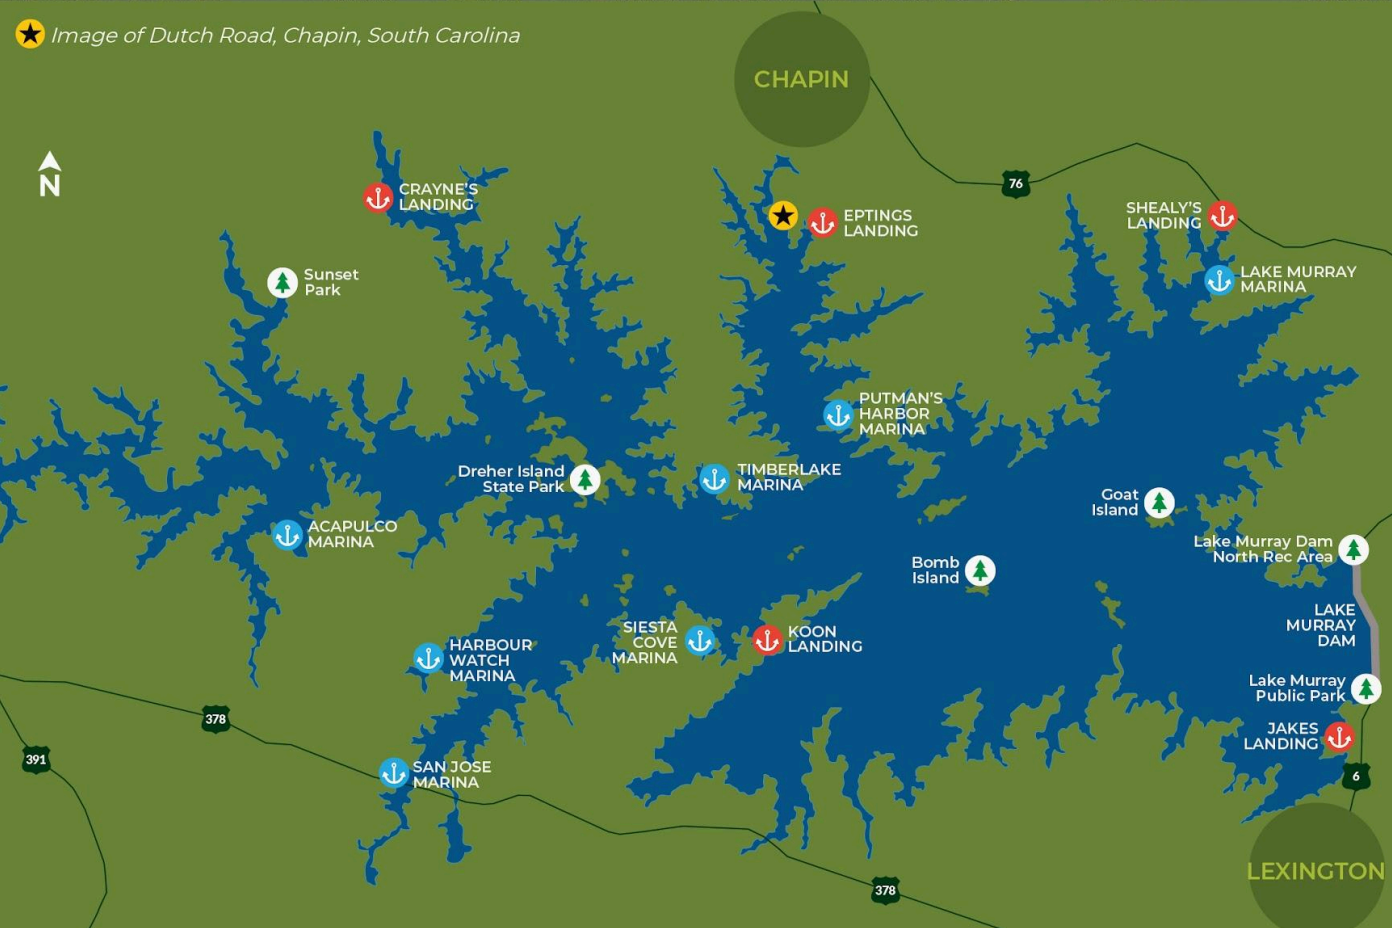 Image of Dutch Road, Chapin, South Carolina
CHAPIN
N
76
CRAYNE'S
LANDING
EPTINGS
LANDING
SHEALY'S
LANDING
Sunset
Park
LAKE MURRAY
MARINA
PUTMAN'S
HARBOR
MARINA
Dreher Island
State Park
TIMBERLAKE
MARINA
Goat
Island
ACAPULCO
MARINA
Lake Murray Dam
North Rec Area
Bomb
Island
LAKE
MURRAY
DAM
SIESTA
COVE
MARINA
KOON
LANDING
HARBOUR
WATCH
MARINA
Lake Murray
Public Park
378
JAKES
LANDING
391
SAN JOSE
MARINA
6
LEXINGTON
378